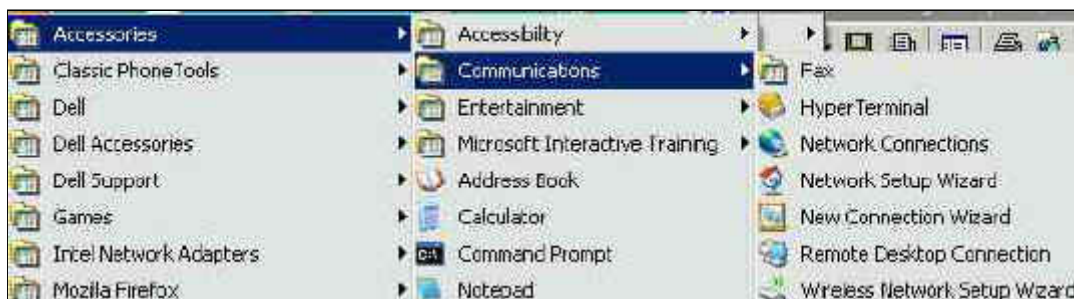 Accessories
Classic PhoneTools
Dell
Dell Accessories
Dell Support
Games
Intel Network Adapters
Mozilla Firefox
Accessibility
Communications
Entertainment
Microsoft Interactive Training
Address Book
Calculator
Command Prompt
Notepad
Fax
HyperTerminal
Network Connections
Network Setup Wizard
New Connection Wizard
Remote Desktop Connection
Wireless Network Setup Wizard